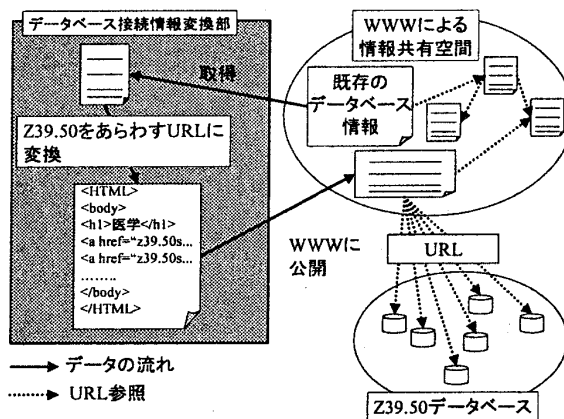 データベース接続情報変換部
Z39.50をあらわすURLに
変換
<HTML>
<body>
<h1>医学</h1>
<a href="z39.50s...
<a href="z39.50s...
........
</body>
</HTML>
取得
WWWによる
情報共有空間
既存の
データベース
情報
WWWに
公開
URL
Z39.50データベース
データの流れ
URL参照